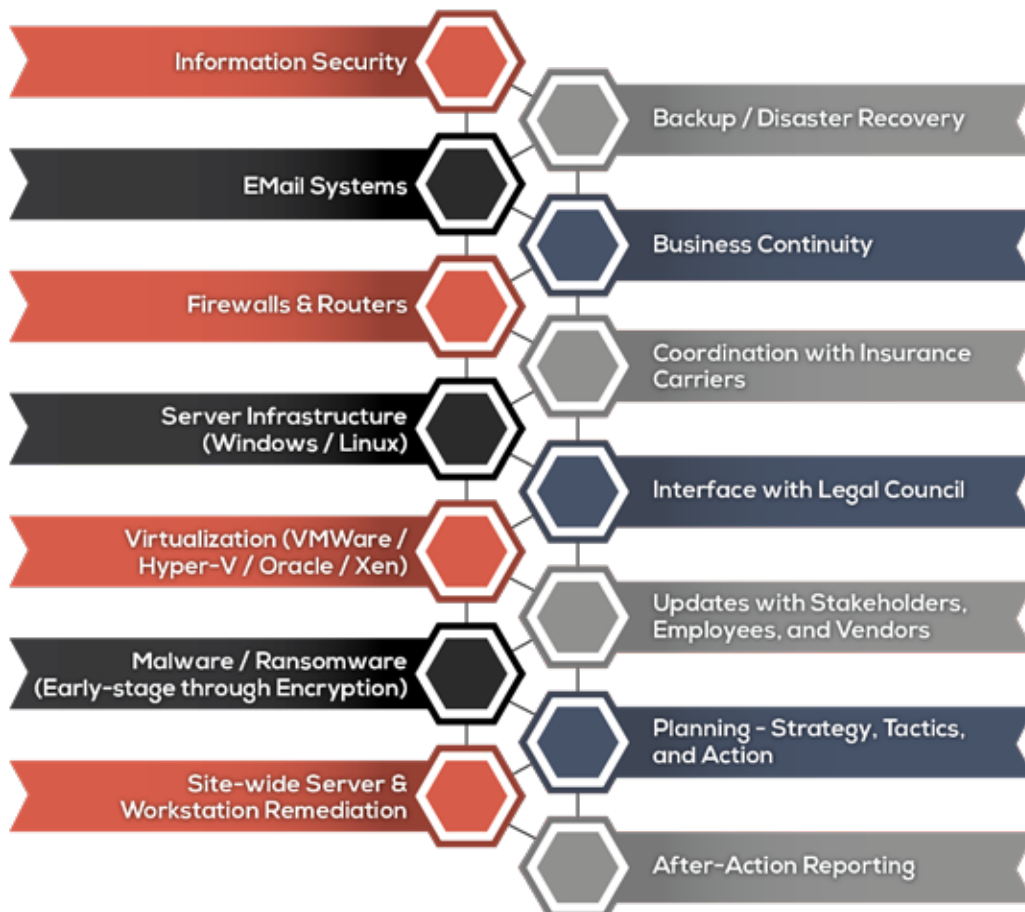 Information Security
Backup / Disaster Recovery
EMail Systems
Business Continuity
Firewalls & Routers
Coordination with Insurance
Carriers
Server Infrastructure
(Windows / Linux)
Interface with Legal Council
Virtualization (VMWare /
Hyper-V / Oracle / Xen)
Updates with Stakeholders,
Employees, and Vendors
Malware / Ransomware
(Early-stage through Encryption)
Planning - Strategy, Tactics,
and Action
Site-wide Server &
Workstation Remediation
After-Action Reporting